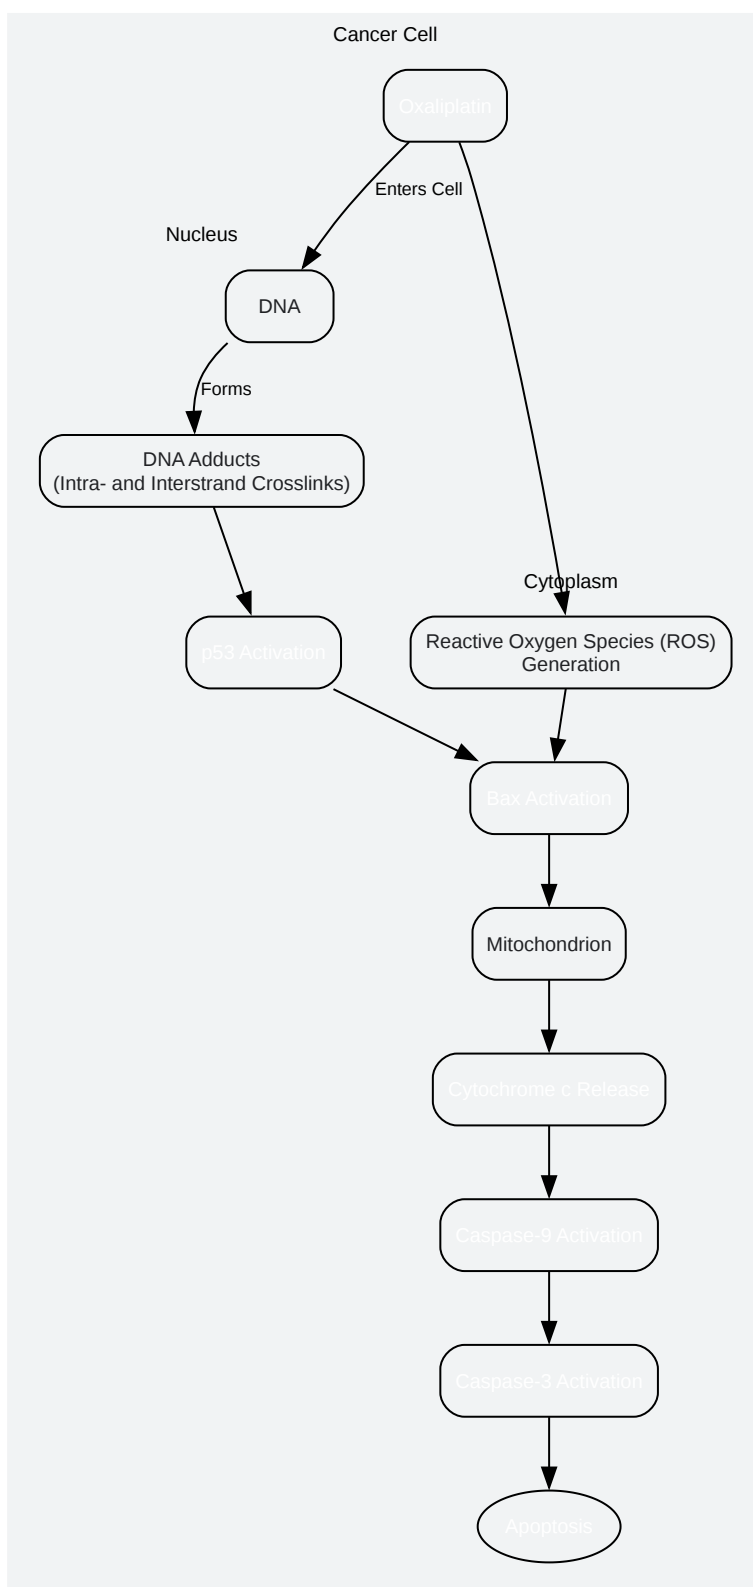 Cancer Cell
Oxaliplatin
Enters Cell
Nucleus
DNA
Forms
DNA Adducts
(Intra- and Interstrand Crosslinks)
Cytoplasm
p53 Activation
Reactive Oxygen Species (ROS)
Generation
Bax Activation
Mitochondrion
Cytochrome c Release
Caspase-9 Activation
Caspase-3 Activation
Apoptosis